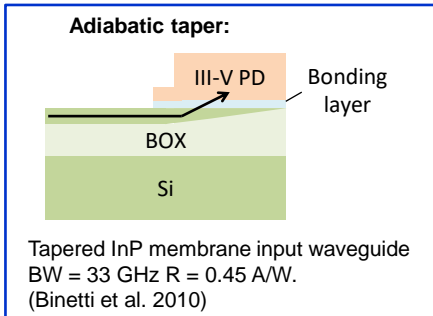 Adiabatic taper:
III-V PD
Bonding
layer
BOX
Si
Tapered InP membrane input waveguide
BW = 33 GHz R = 0.45 A/W.
(Binetti et al. 2010)